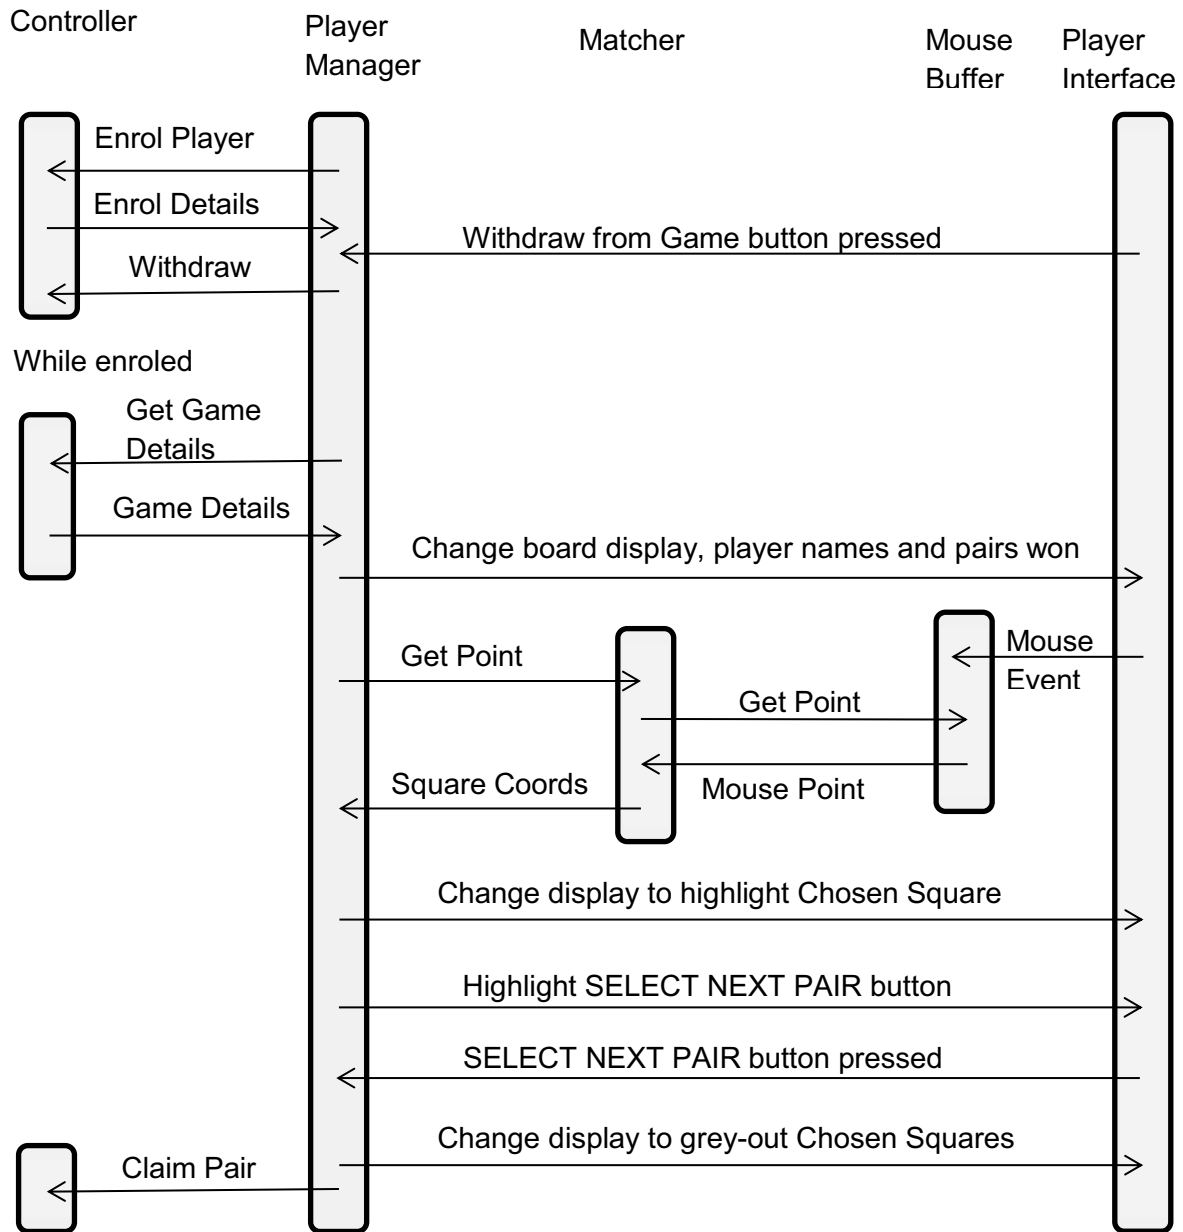 Controller
Player
Manager
Matcher
Mouse
Buffer
Player
Interface
Enrol Player
Enrol Details
Withdraw from Game button pressed
Withdraw
While enroled
Get Game
Details
Game Details
Change board display, player names and pairs won
Mouse
Event
Get Point
Get Point
Square Coords
Mouse Point
Change display to highlight Chosen Square
Highlight SELECT NEXT PAIR button
SELECT NEXT PAIR button pressed
Change display to grey-out Chosen Squares
Claim Pair